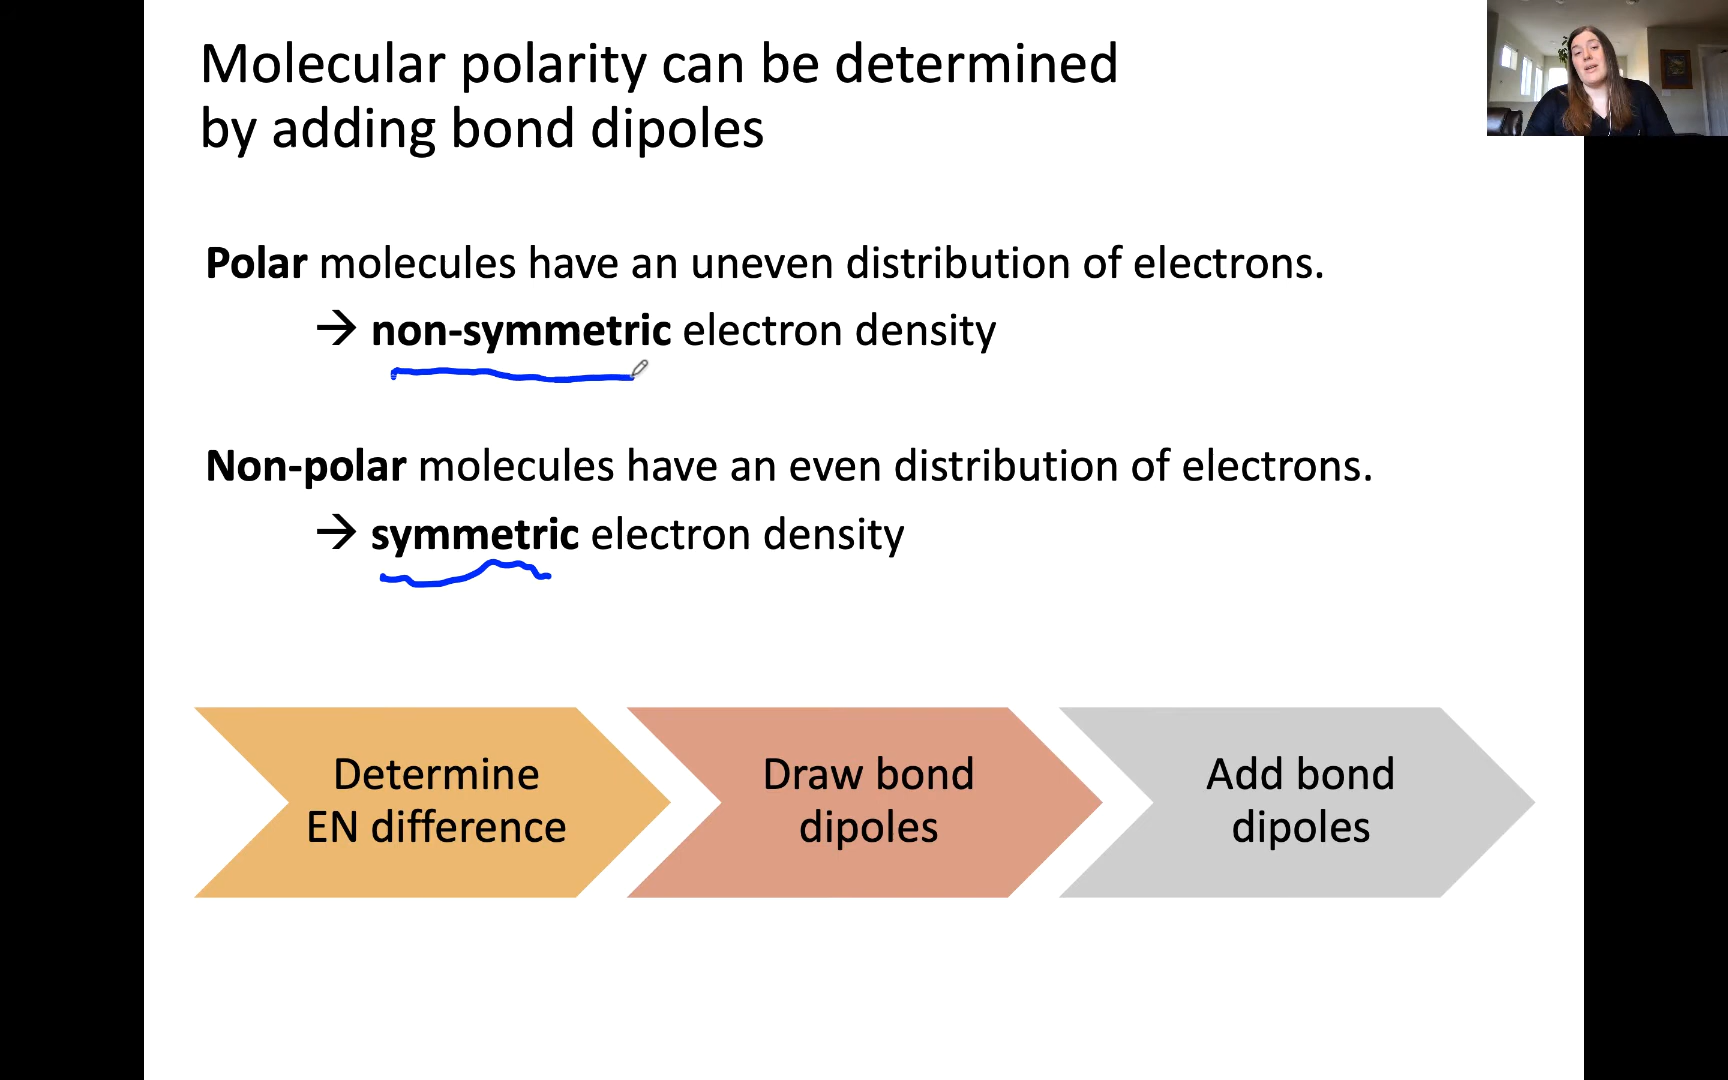 Molecular polarity can be determined
by adding bond dipoles
Polar molecules have an uneven distribution of electrons.
→ non-symmetric electron density
Non-polar molecules have an even distribution of electrons.
→ symmetric electron density
Determine
EN difference
Draw bond
dipoles
Add bond
dipoles